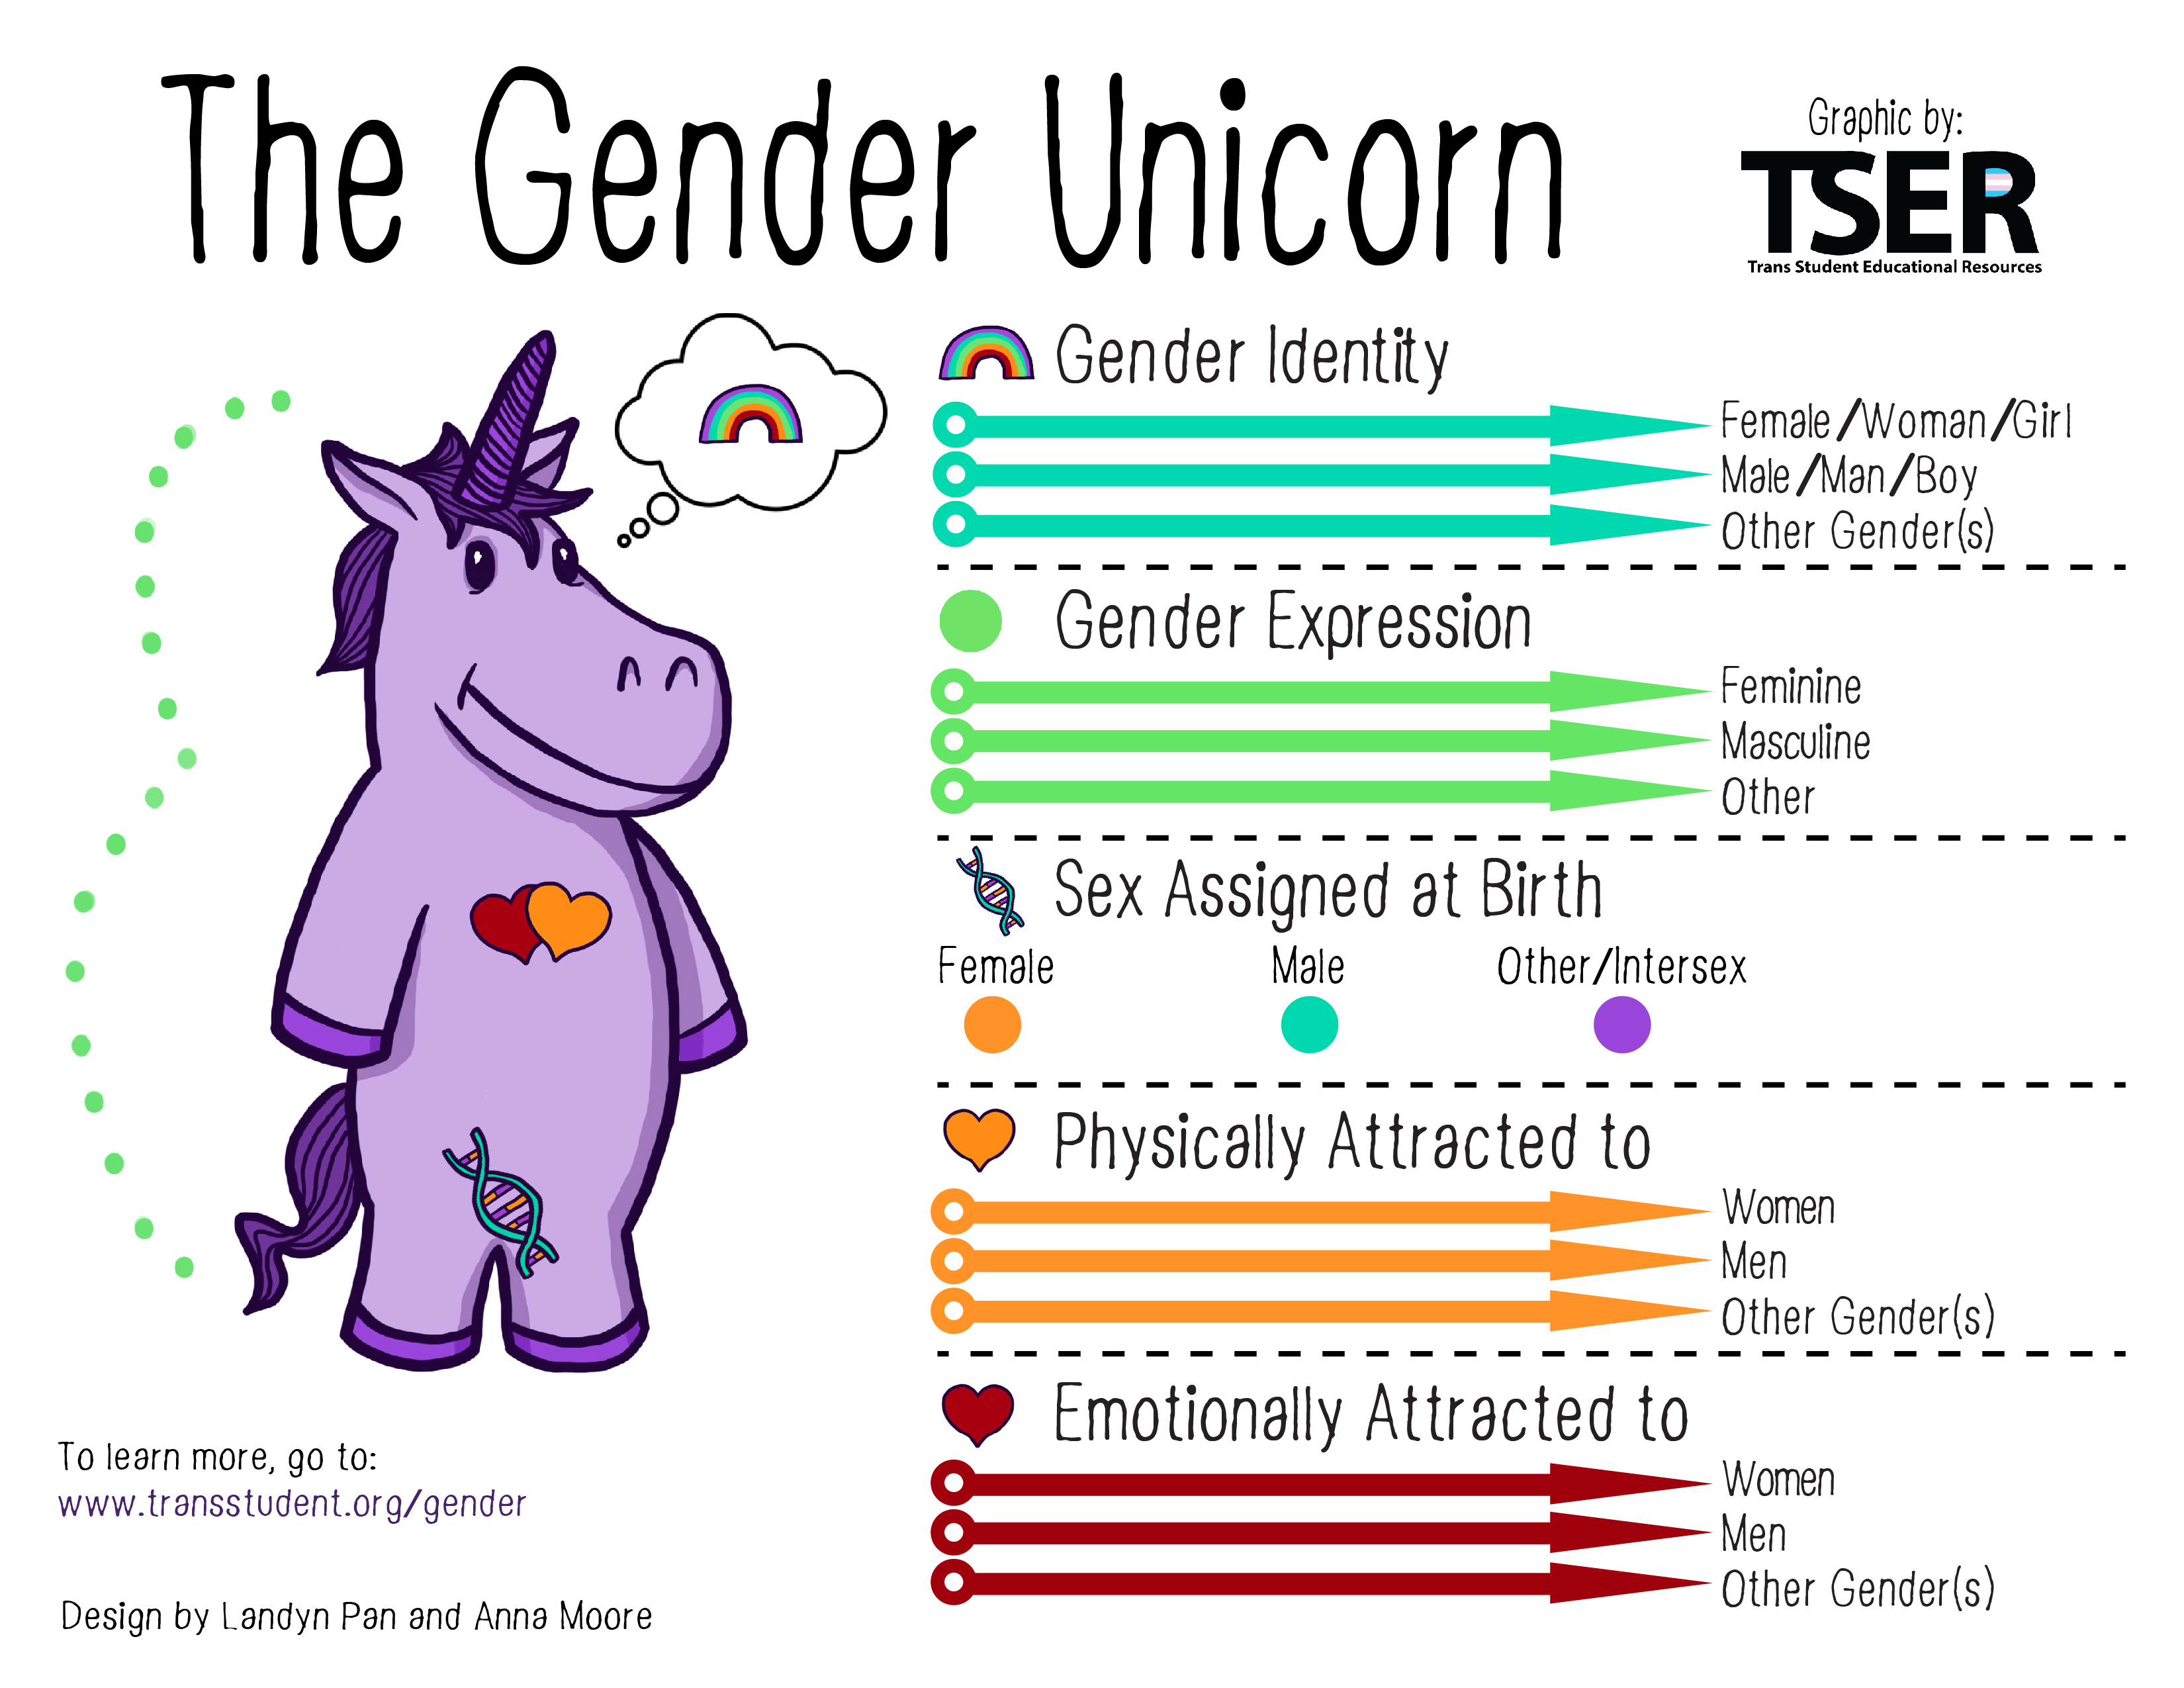 The Gender Unicorn
Graphic by:
TSER
Trans Student Educational Resources
Gender Identity
Female/Woman/Girl
Male/Man/Boy
Other Gender(s)
Gender Expression
Feminine
Masculine
Other
Sex Assigned at Birth
Female Male Other/Intersex
Physically Attracted to
Women
Men
Other Gender(s)
Emotionally Attracted to
Women
Men
Other Gender(s)
To learn more, go to:
www.transstudent.org/gender
Design by Landyn Pan and Anna Moore